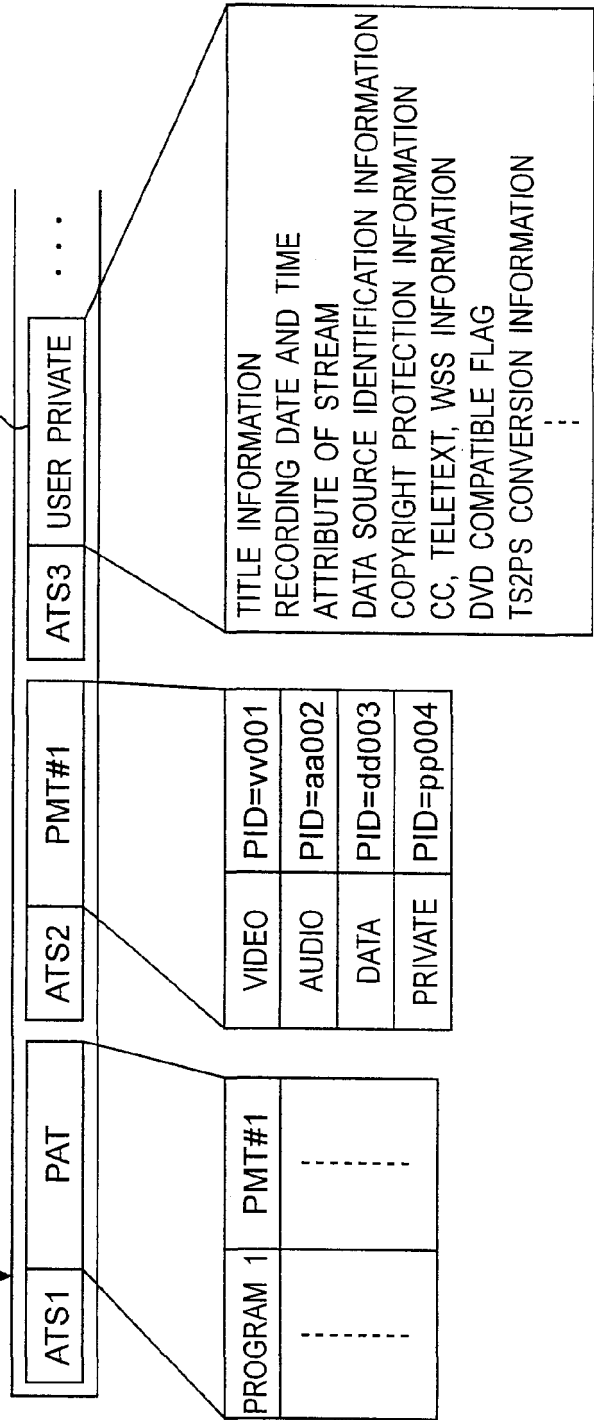 ATS1 PAT ATS2 PMT#1 ATS3 USER PRIVATE . . .
PROGRAM 1 PMT#1
VIDEO PID=vv001
AUDIO PID=aa002
DATA PID=dd003
PRIVATE PID=pp004
TITLE INFORMATION
RECORDING DATE AND TIME
ATTRIBUTE OF STREAM
DATA SOURCE IDENTIFICATION INFORMATION
COPYRIGHT PROTECTION INFORMATION
CC, TELETEXT, WSS INFORMATION
DVD COMPATIBLE FLAG
TS2PS CONVERSION INFORMATION